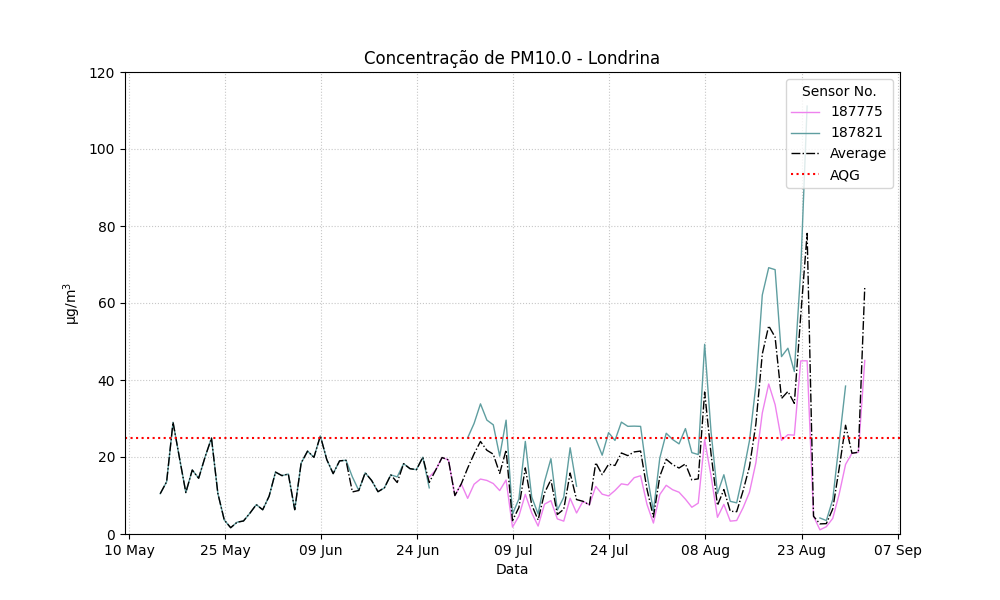 Concentração de PM10.0 - Londrina
120
100
80
60
40
20
0
µg/m³
Sensor No.
187775
187821
Average
AQG
10 May 25 May 09 Jun 24 Jun 09 Jul 24 Jul 08 Aug 23 Aug 07 Sep
Data